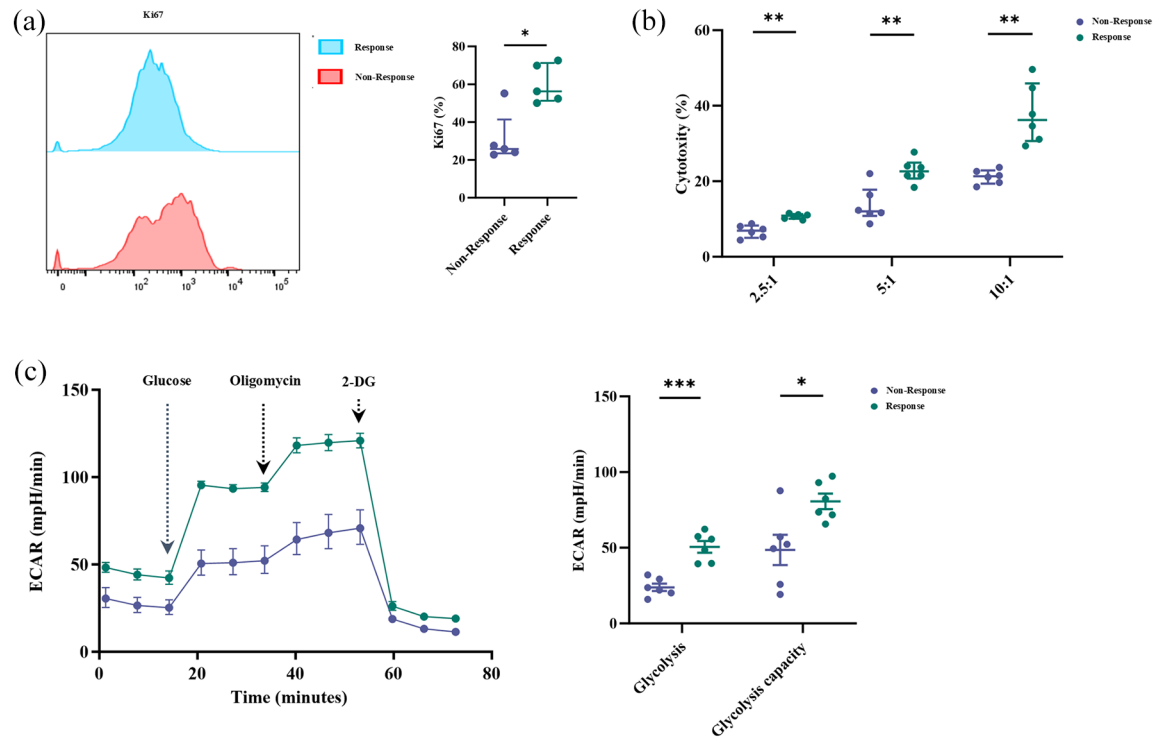 (a)
Ki67
Response
Non-Response
0
10²
10³
10⁴
10⁵
*
Ki67 (%)
80
60
40
20
0
Non-Response
Response
(b)
Cytotoxity (%)
60
40
20
0
**
**
**
Non-Response
Response
2.5:1
5:1
10:1
(c)
Glucose
Oligomycin
2-DG
ECAR (mpH/min)
150
100
50
0
0
20
40
60
80
Time (minutes)
ECAR (mpH/min)
150
100
50
0
***
*
Non-Response
Response
Glycolysis
Glycolysis capacity